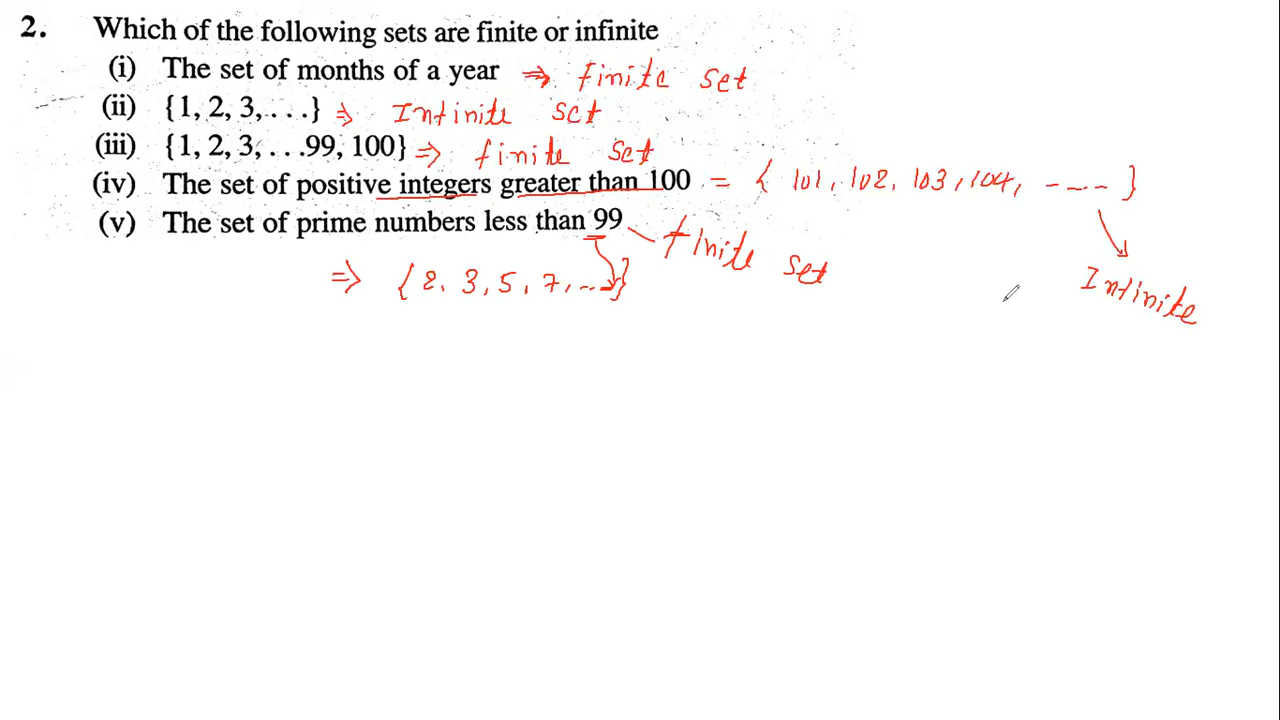 2. Which of the following sets are finite or infinite
(i) The set of months of a year ⇒ finite set
(ii) {1, 2, 3, . . .} ⇒ Infinite set
(iii) {1, 2, 3, . . .99, 100} ⇒ finite set
(iv) The set of positive integers greater than 100 = { 101, 102, 103, 104, ---- }
Infinite
(v) The set of prime numbers less than 99 finite set
⇒ {2, 3, 5, 7, ...}